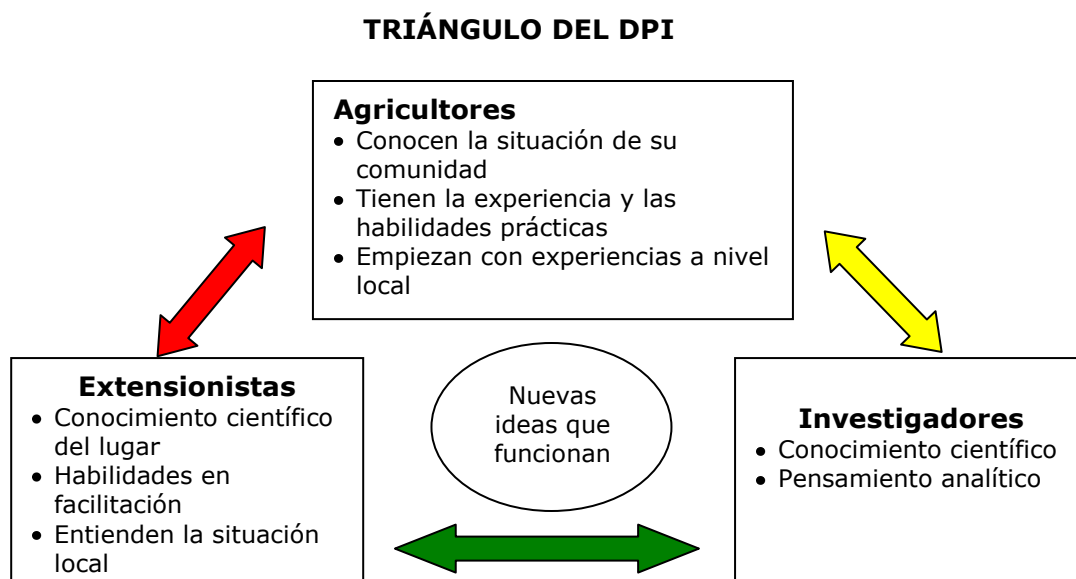 TRIÁNGULO DEL DPI
Agricultores
• Conocen la situación de su
comunidad
• Tienen la experiencia y las
habilidades prácticas
• Empiezan con experiencias a nivel
local
Extensionistas
• Conocimiento científico
del lugar
• Habilidades en
facilitación
• Entienden la situación
local
Nuevas
ideas que
funcionan
Investigadores
• Conocimiento científico
• Pensamiento analítico